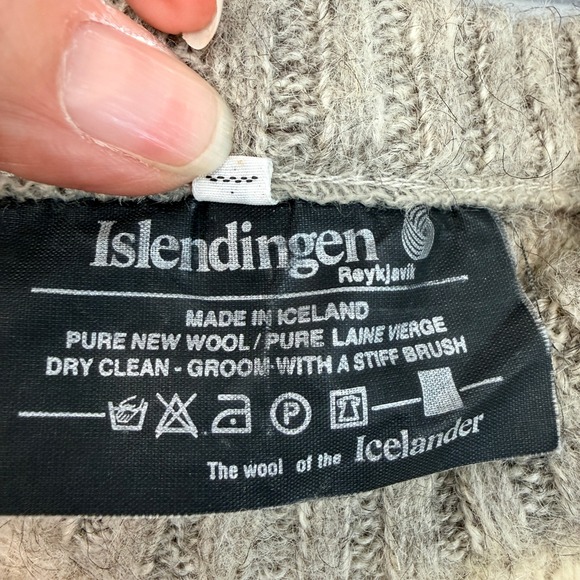 Islendingen
Reykjavik
MADE IN ICELAND
PURE NEW WOOL / PURE LAINE VIERGE
DRY CLEAN - GROOM WITH A STIFF BRUSH
P
The wool of the Icelander